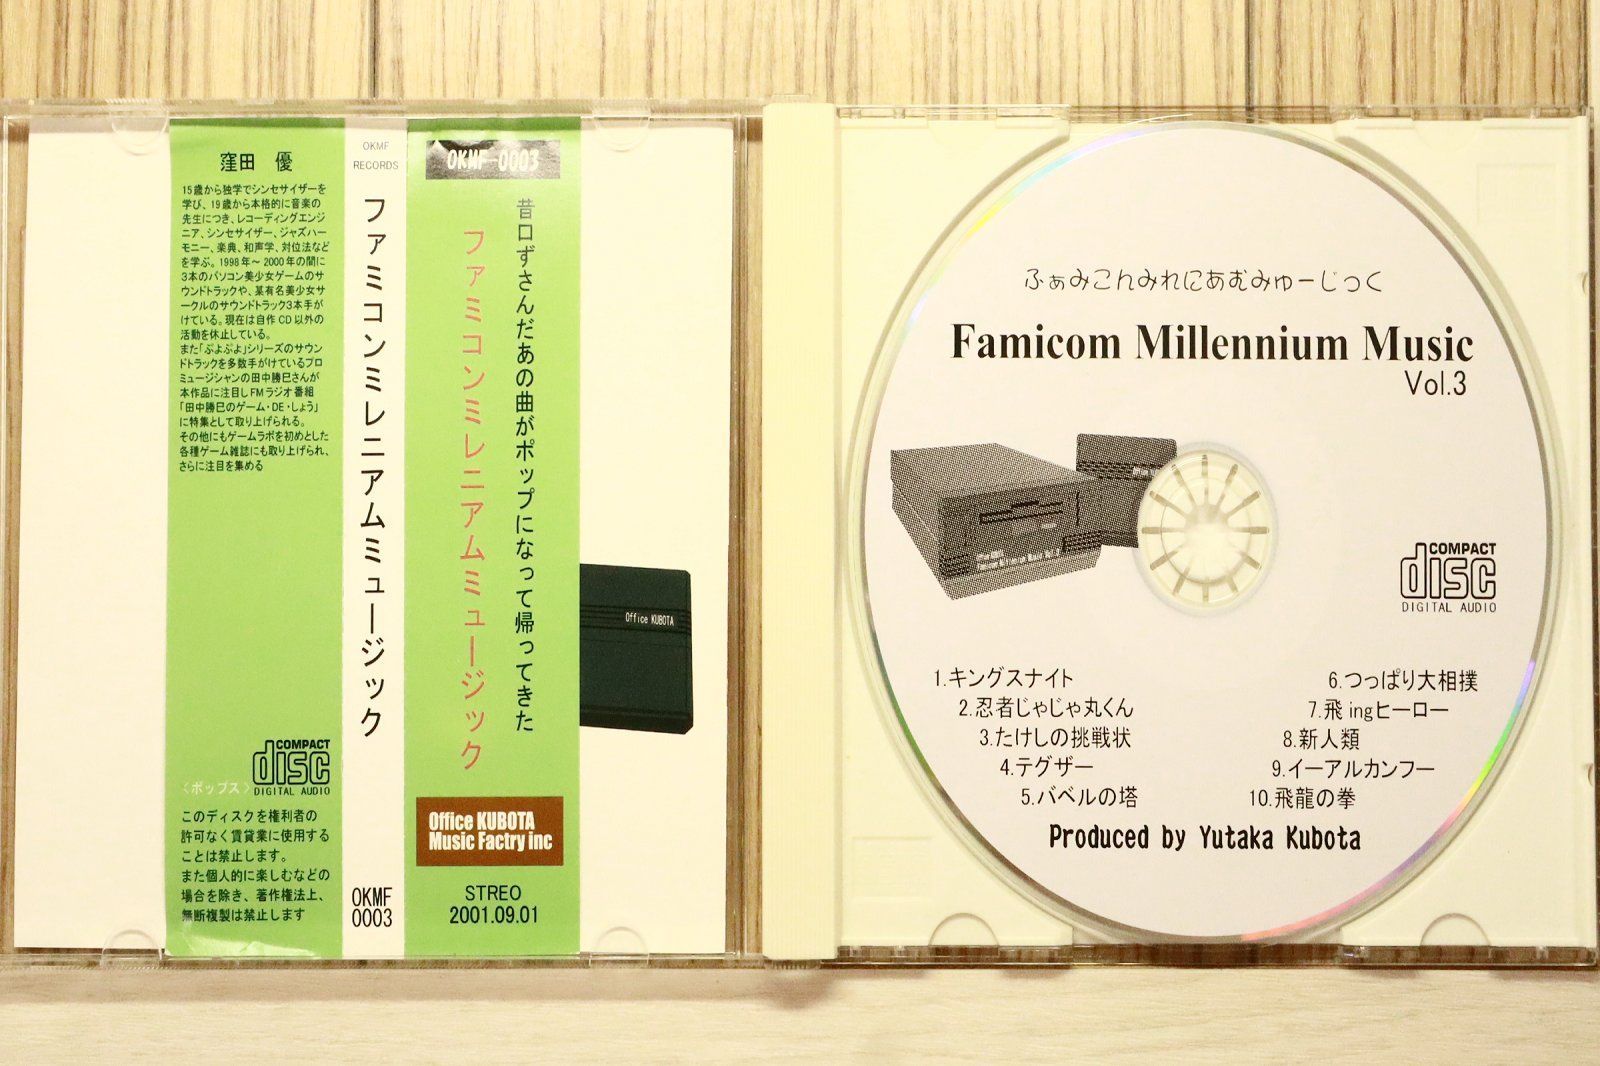 窪田 優
15歳から独学でシンセサイザーを
学び、19歳から本格的に音楽の
先生につき、レコーディングエンジ
ニア、シンセサイザー、ジャズハー
モニー、楽典、和声学、対位法など
を学ぶ。1998年～2000年の間に
3本のパソコン美少女ゲームのサ
ウンドトラックや、某有名美少女サ
ークルのサウンドトラック3本手が
けている。現在は自作CD以外の
活動を休止している。
また「ぷよぷよ」シリーズのサウン
ドトラックを多数手がけているプロ
ミュージシャンの田中勝巳さんが
本作品に注目しFMラジオ番組
「田中勝巳のゲーム・DE・しょう」
に特集として取り上げられる。
その他にもゲームラボを初めとした
各種ゲーム雑誌にも取り上げられ、
さらに注目を集める
〈ポップス〉
COMPACT
disc
DIGITAL AUDIO
このディスクを権利者の
許可なく賃貸業に使用する
ことは禁止します。
また個人的に楽しむなどの
場合を除き、著作権法上、
無断複製は禁止します
OKMF
RECORDS
ファミコンミレニアムミュージック
OKMF
0003
OKMF 0003
昔口ずさんだあの曲がポップになって帰ってきた
ファミコンミレニアムミュージック
Office KUBOTA
Music Factry inc
STREO
2001.09.01
Office KUBOTA
ふぁみこんみれにあむみゅーじっく
Famicom Millennium Music
Vol.3
COMPACT
disc
DIGITAL AUDIO
1.キングスナイト
2.忍者じゃじゃ丸くん
3.たけしの挑戦状
4.テグザー
5.バベルの塔
6.つっぱり大相撲
7.飛ingヒーロー
8.新人類
9.イーアルカンフー
10.飛龍の拳
Produced by Yutaka Kubota